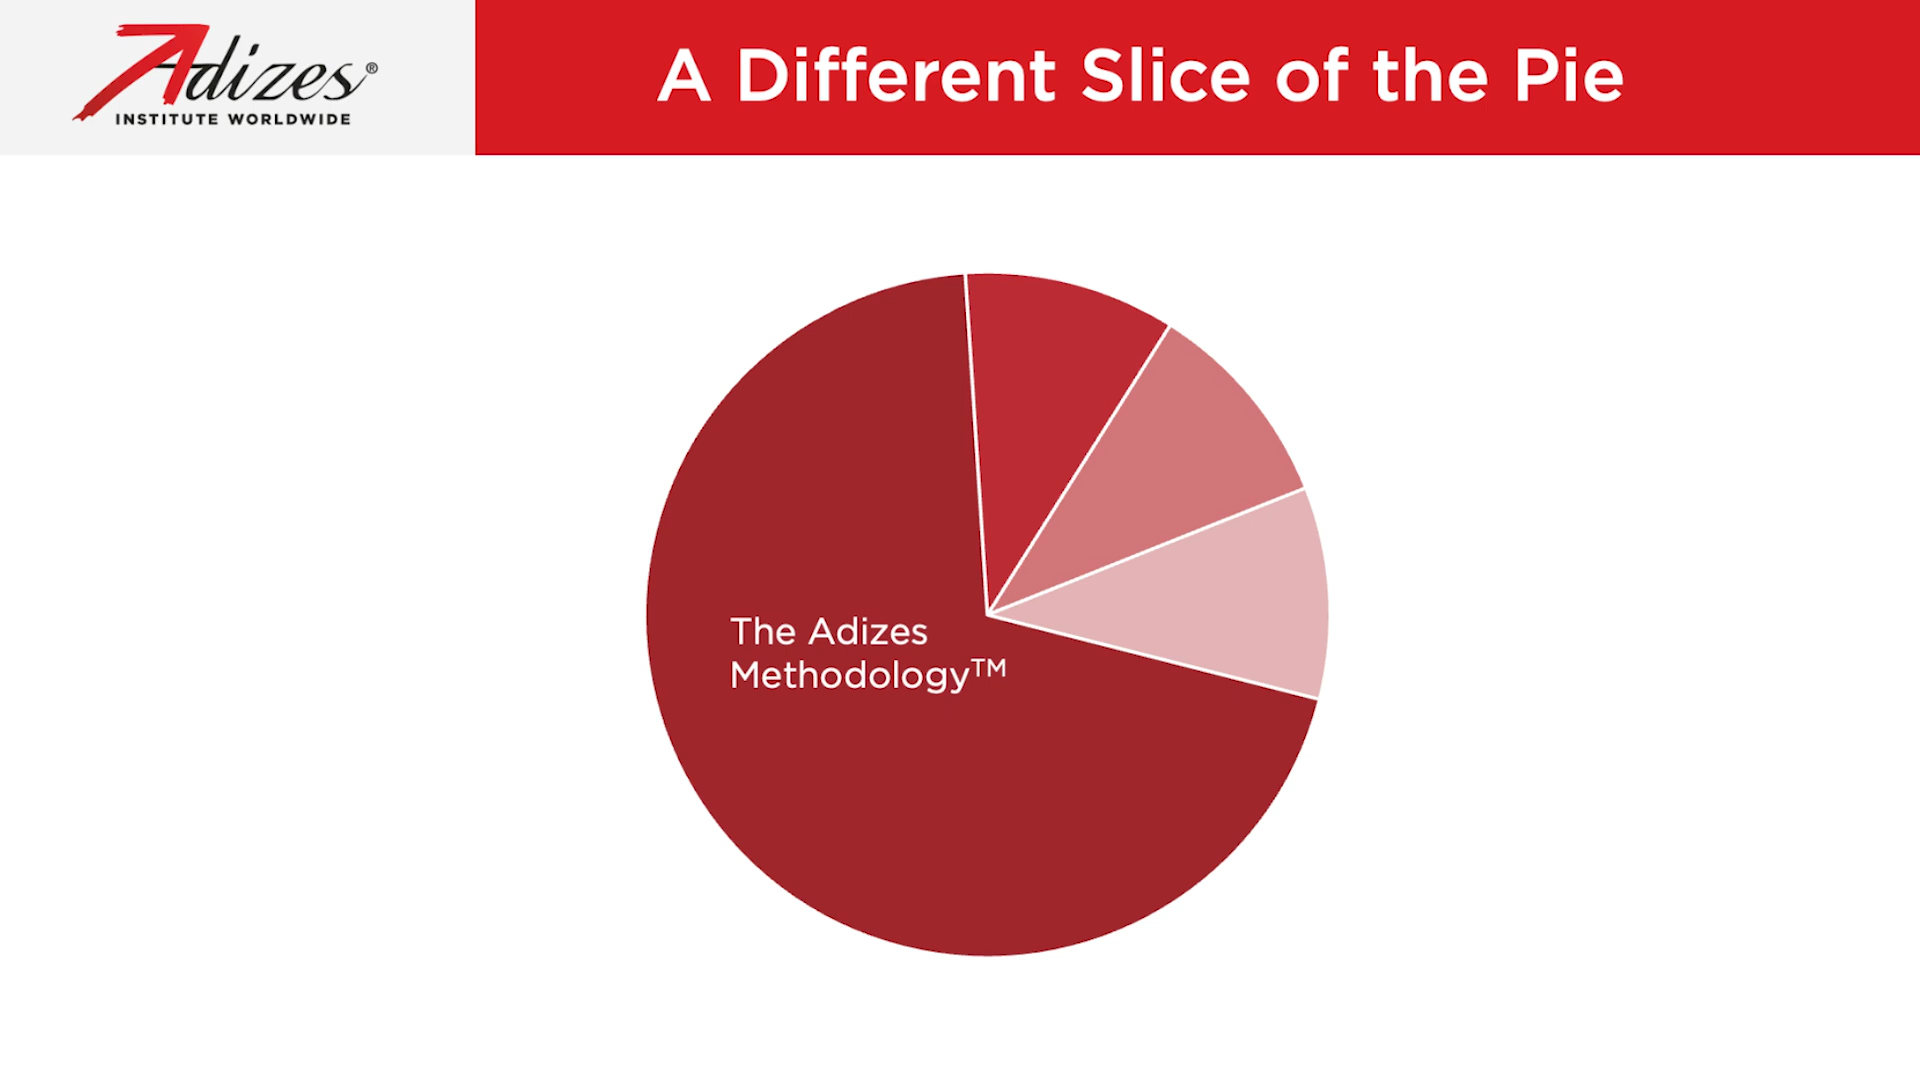 Adizes®
INSTITUTE WORLDWIDE
A Different Slice of the Pie
The Adizes
Methodology™